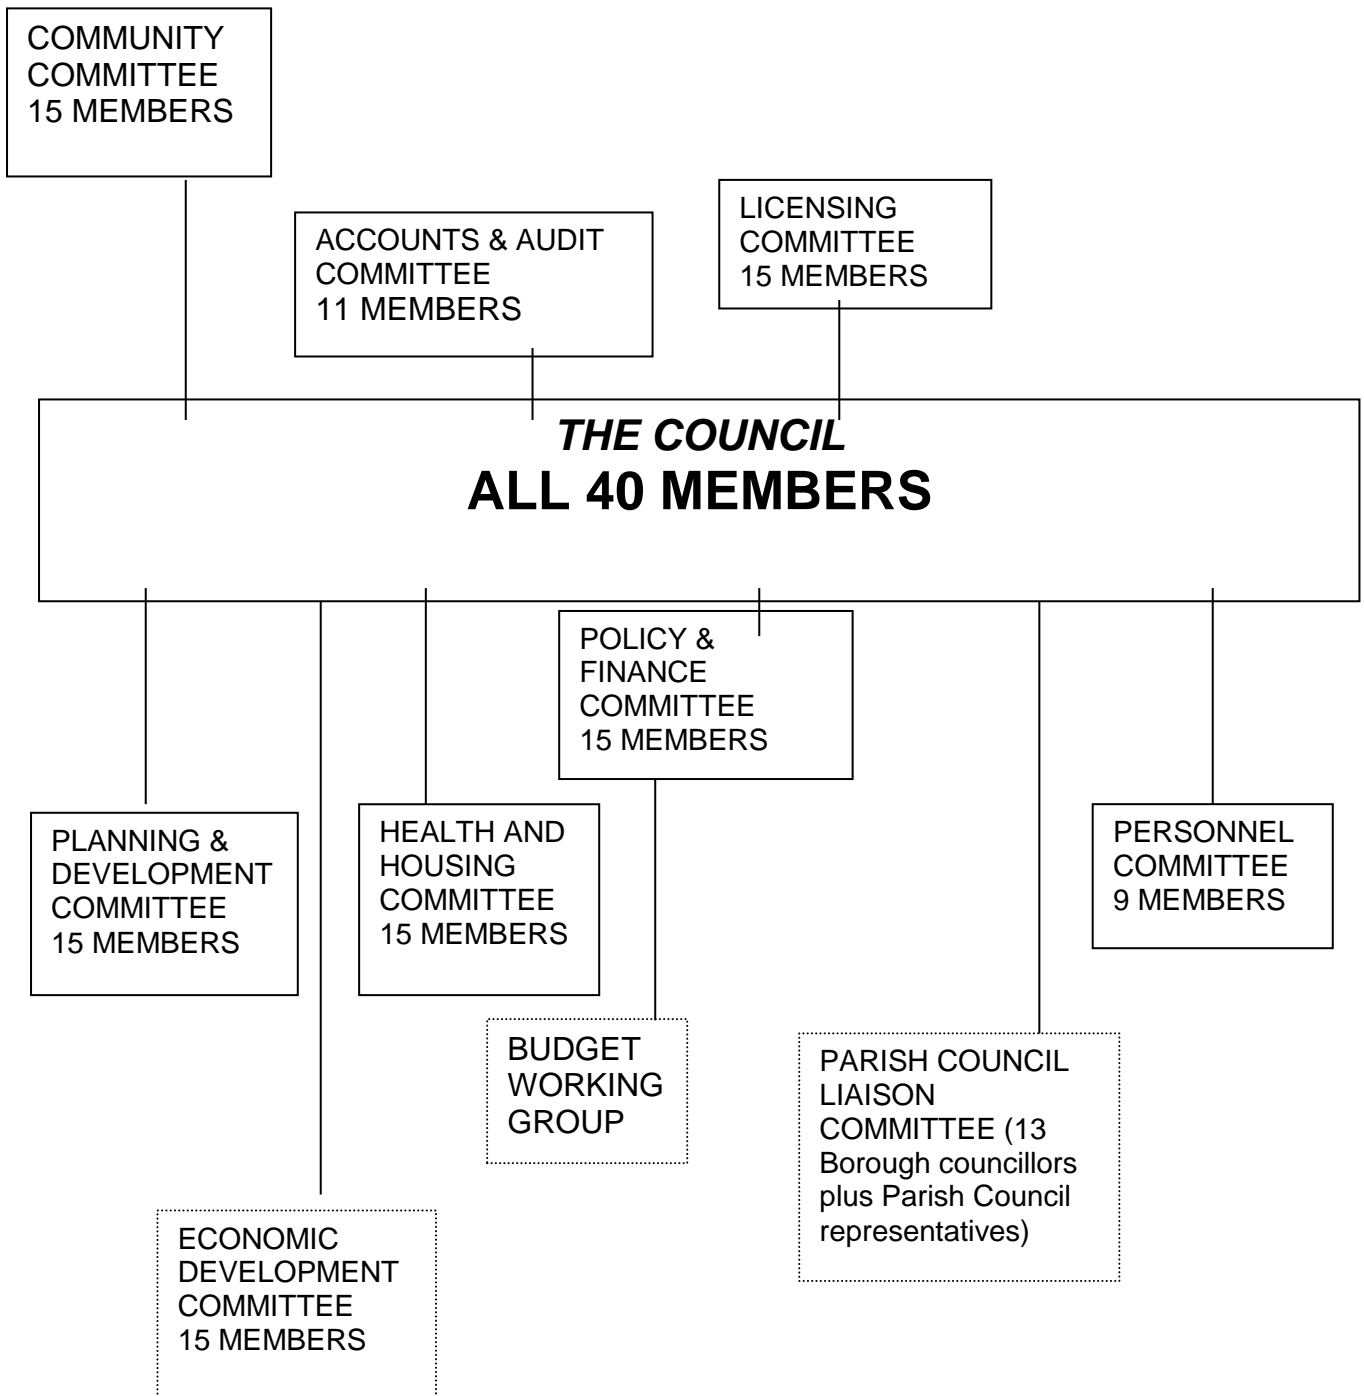 COMMUNITY
COMMITTEE
15 MEMBERS
ACCOUNTS & AUDIT
COMMITTEE
11 MEMBERS
LICENSING
COMMITTEE
15 MEMBERS
THE COUNCIL
ALL 40 MEMBERS
POLICY &
FINANCE
COMMITTEE
15 MEMBERS
PLANNING &
DEVELOPMENT
COMMITTEE
15 MEMBERS
HEALTH AND
HOUSING
COMMITTEE
15 MEMBERS
PERSONNEL
COMMITTEE
9 MEMBERS
BUDGET
WORKING
GROUP
PARISH COUNCIL
LIAISON
COMMITTEE (13
Borough councillors
plus Parish Council
representatives)
ECONOMIC
DEVELOPMENT
COMMITTEE
15 MEMBERS